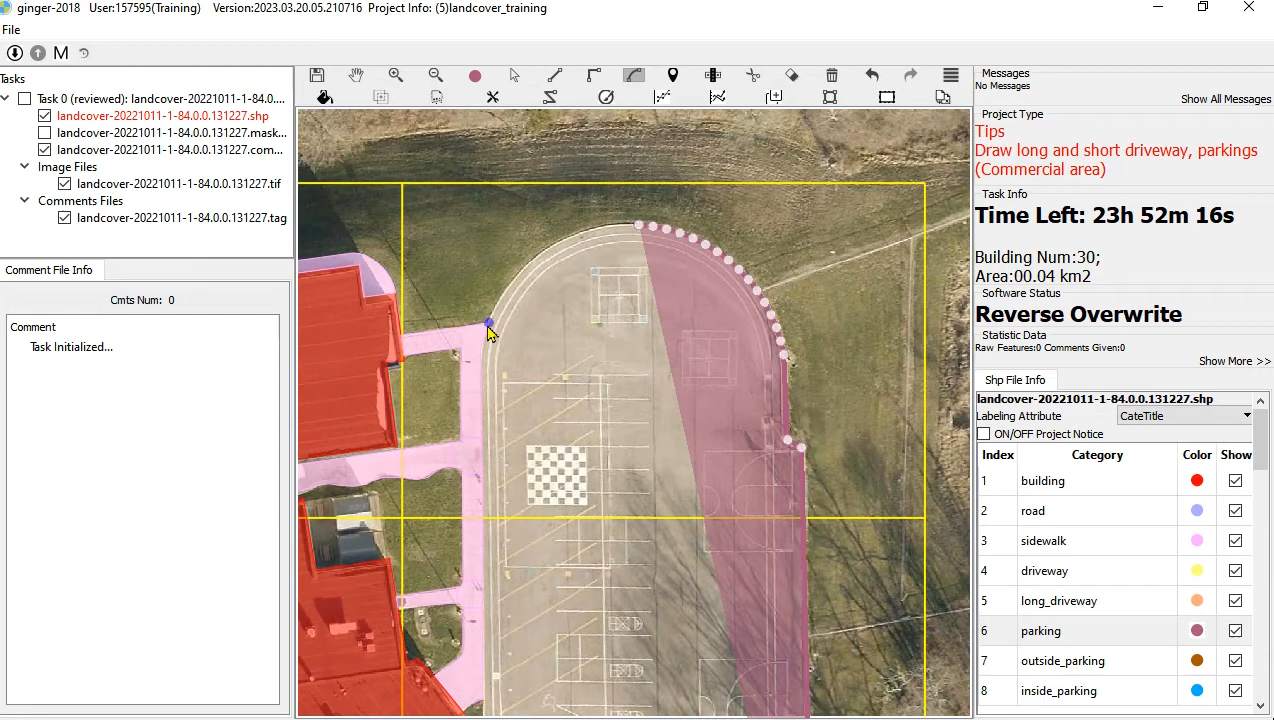 ginger-2018 User:157595(Training) Version:2023.03.20.05.210716 Project Info: (5)landcover_training
File
M
Tasks
Task 0 (reviewed): landcover-20221011-1-84.0....
landcover-20221011-1-84.0.0.131227.shp
landcover-20221011-1-84.0.0.131227.mask...
landcover-20221011-1-84.0.0.131227.com...
Image Files
landcover-20221011-1-84.0.0.131227.tif
Comments Files
landcover-20221011-1-84.0.0.131227.tag
Comment File Info
Cmts Num: 0
Comment
Task Initialized...
Messages
No Messages
Show All Messages
Project Type
Tips
Draw long and short driveway, parkings
(Commercial area)
Task Info
Time Left: 23h 52m 16s
Building Num:30;
Area:00.04 km2
Software Status
Reverse Overwrite
Statistic Data
Raw Features:0 Comments Given:0
Show More >>
Shp File Info
landcover-20221011-1-84.0.0.131227.shp
Labeling Attribute CateTitle
ON/OFF Project Notice
Index Category Color Show
1 building
2 road
3 sidewalk
4 driveway
5 long_driveway
6 parking
7 outside_parking
8 inside_parking